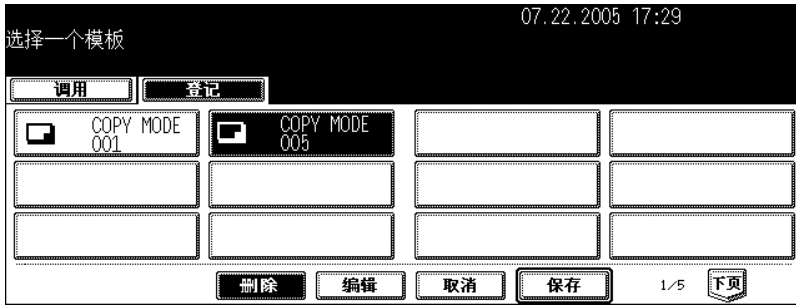 07.22.2005 17:29
选择一个模板
调用 登记
COPY MODE 001
COPY MODE 005
删除 编辑 取消 保存 1/5 下页